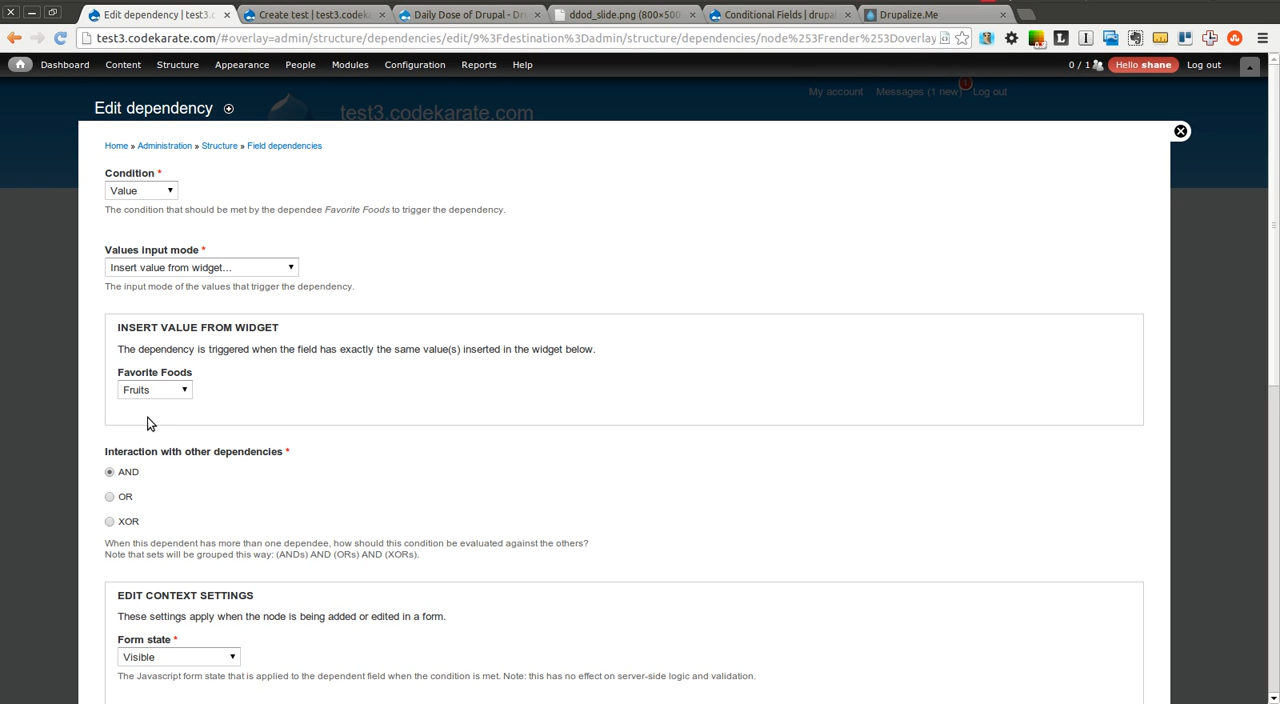 Edit dependency | test3.c
Create test | test3.codek
Daily Dose of Drupal - Dr
ddod_slide.png (800×500
Conditional Fields | drupal
Drupalize.Me
test3.codekarate.com/#overlay=admin/structure/dependencies/edit/9%3Fdestination%3Dadmin/structure/dependencies/node%253Frender%253Doverlay
Dashboard Content Structure Appearance People Modules Configuration Reports Help 0 / 1 Hello shane Log out
My account Messages (1 new) 1 Log out
Edit dependency
test3.codekarate.com
Home » Administration » Structure » Field dependencies
Condition *
Value
The condition that should be met by the dependee Favorite Foods to trigger the dependency.
Values input mode *
Insert value from widget...
The input mode of the values that trigger the dependency.
INSERT VALUE FROM WIDGET
The dependency is triggered when the field has exactly the same value(s) inserted in the widget below.
Favorite Foods
Fruits
Interaction with other dependencies *
AND
OR
XOR
When this dependent has more than one dependee, how should this condition be evaluated against the others?
Note that sets will be grouped this way: (ANDs) AND (ORs) AND (XORs).
EDIT CONTEXT SETTINGS
These settings apply when the node is being added or edited in a form.
Form state *
Visible
The Javascript form state that is applied to the dependent field when the condition is met. Note: this has no effect on server-side logic and validation.